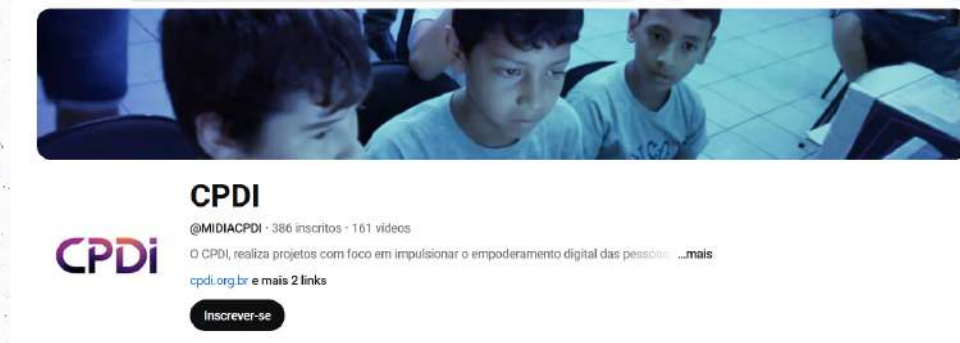 CPDI
CPDi
@MIDIACPDI · 386 inscritos · 161 vídeos
O CPDI, realiza projetos com foco em impulsionar o empoderamento digital das pessoas, ...mais
cpdi.org.br e mais 2 links
Inscrever-se